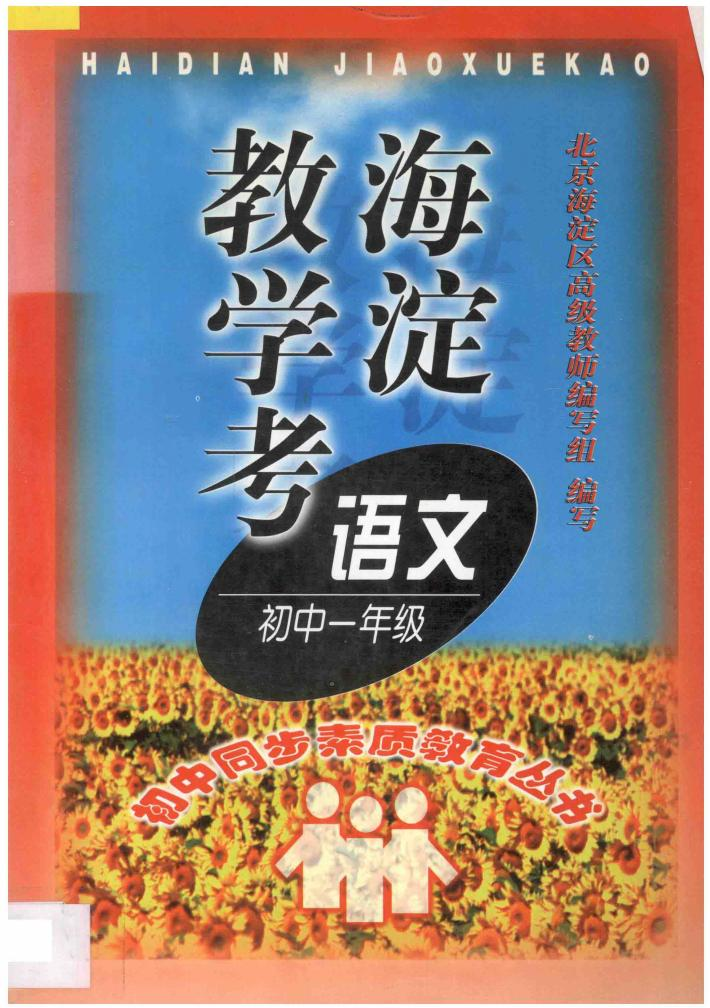 HAIDIAN JIAOXUEKAO
海淀
教学考
北京海淀区高级教师编写组 编写
语文
初中一年级
初中同步素质教育丛书